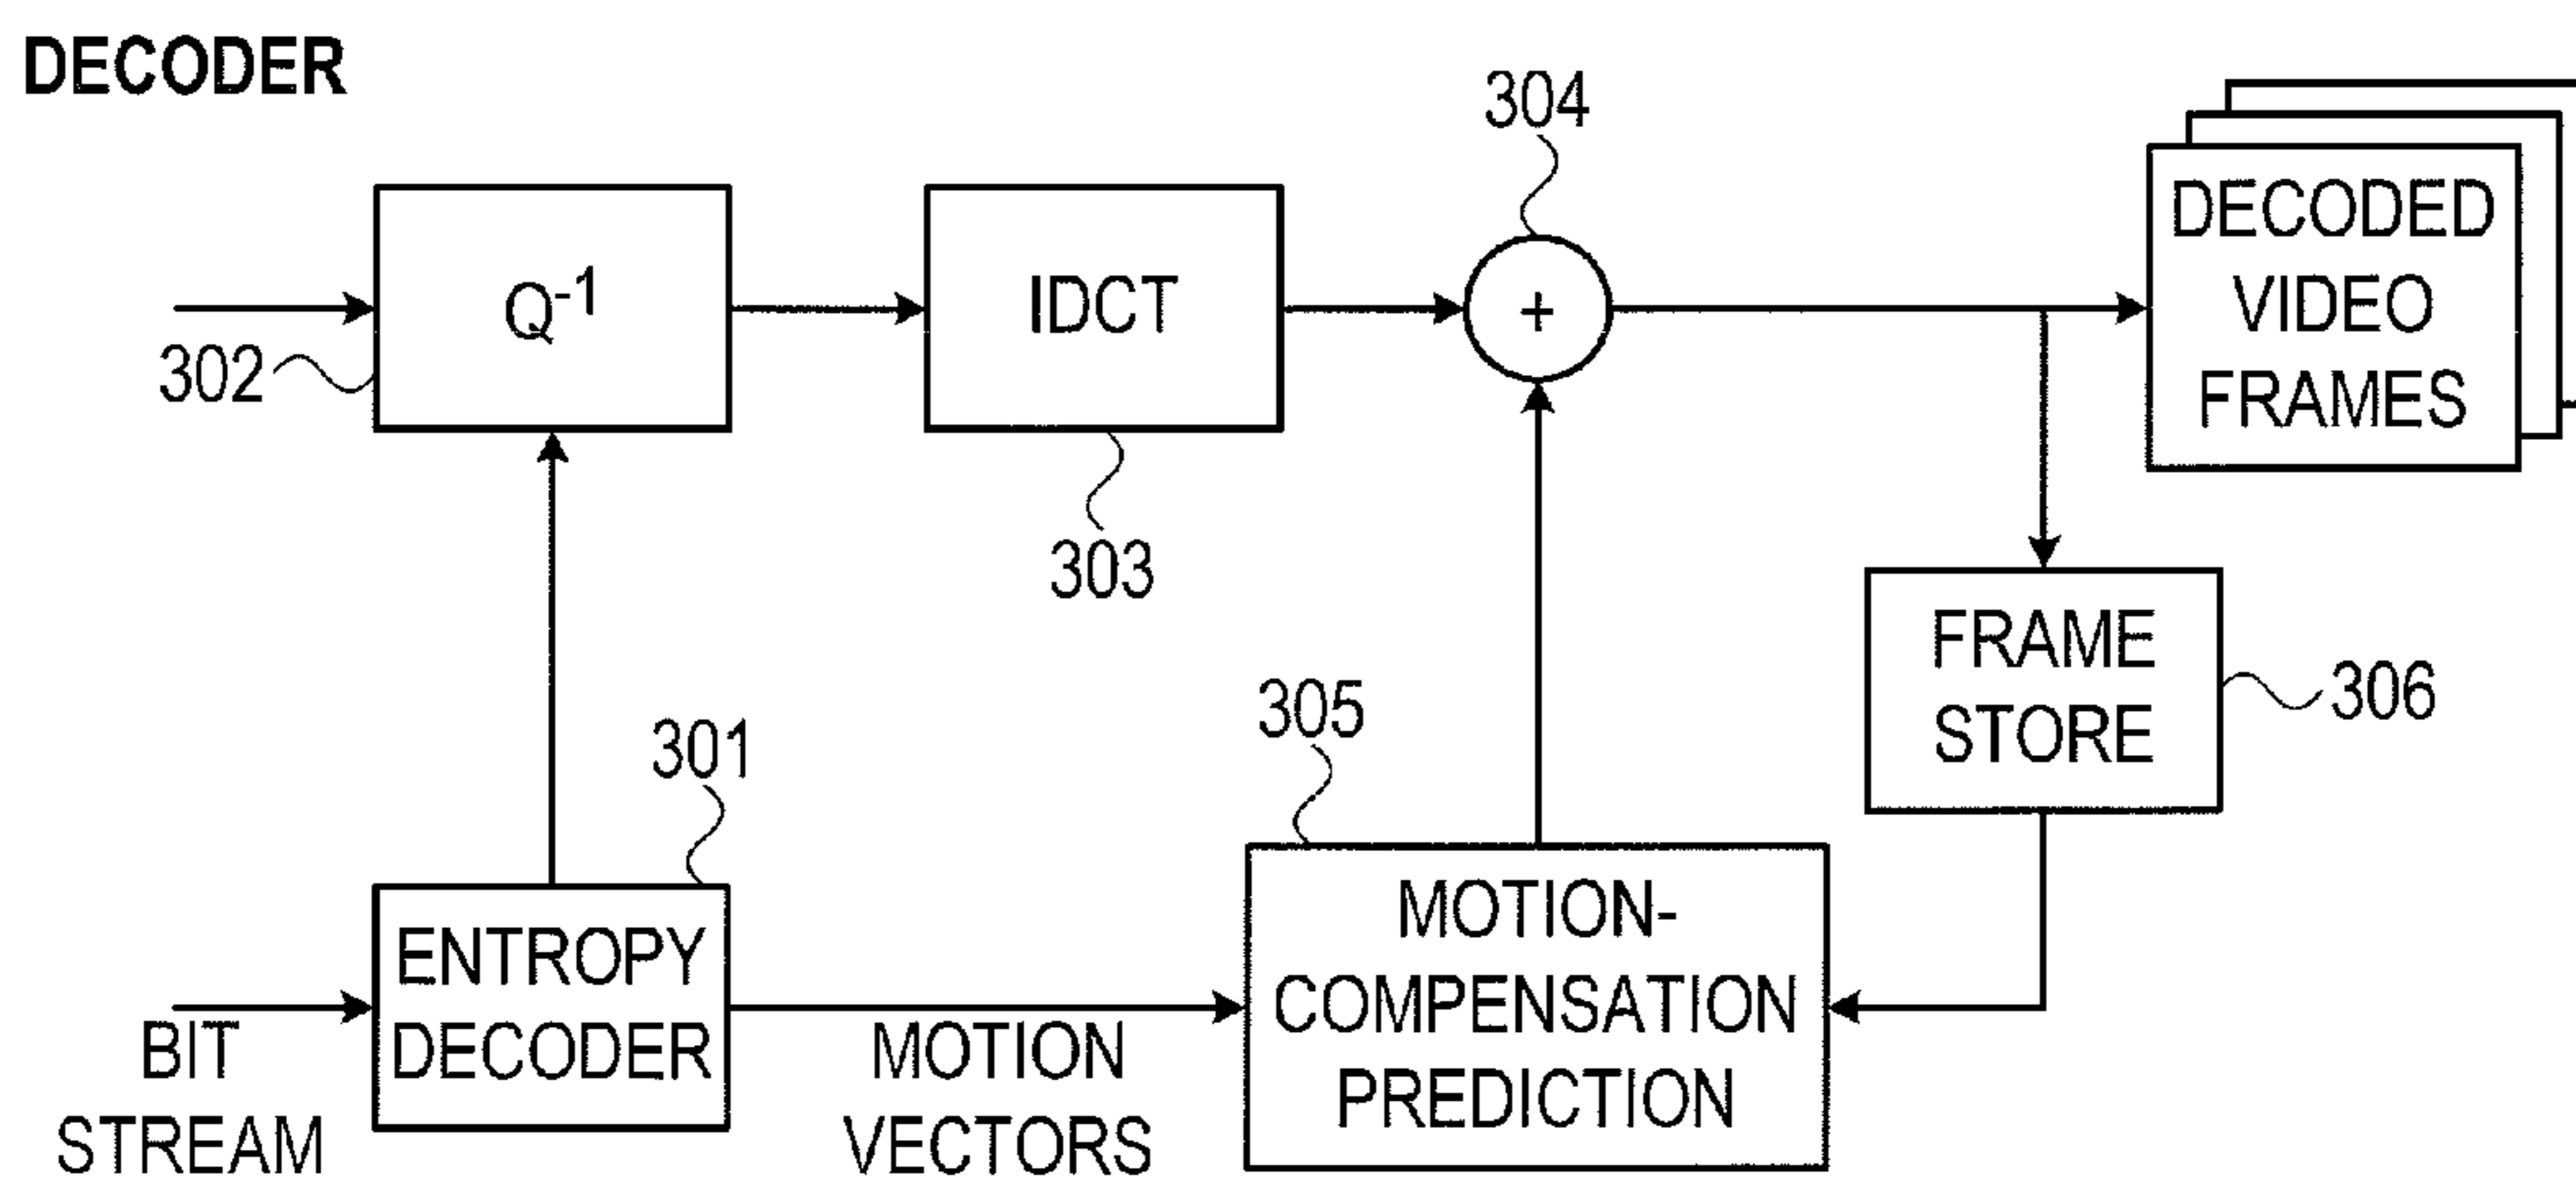 DECODER
304
DECODED
VIDEO
FRAMES
Q-1
IDCT
302
303
FRAME
STORE
306
305
301
MOTION-
COMPENSATION
PREDICTION
ENTROPY
DECODER
BIT
STREAM
MOTION
VECTORS